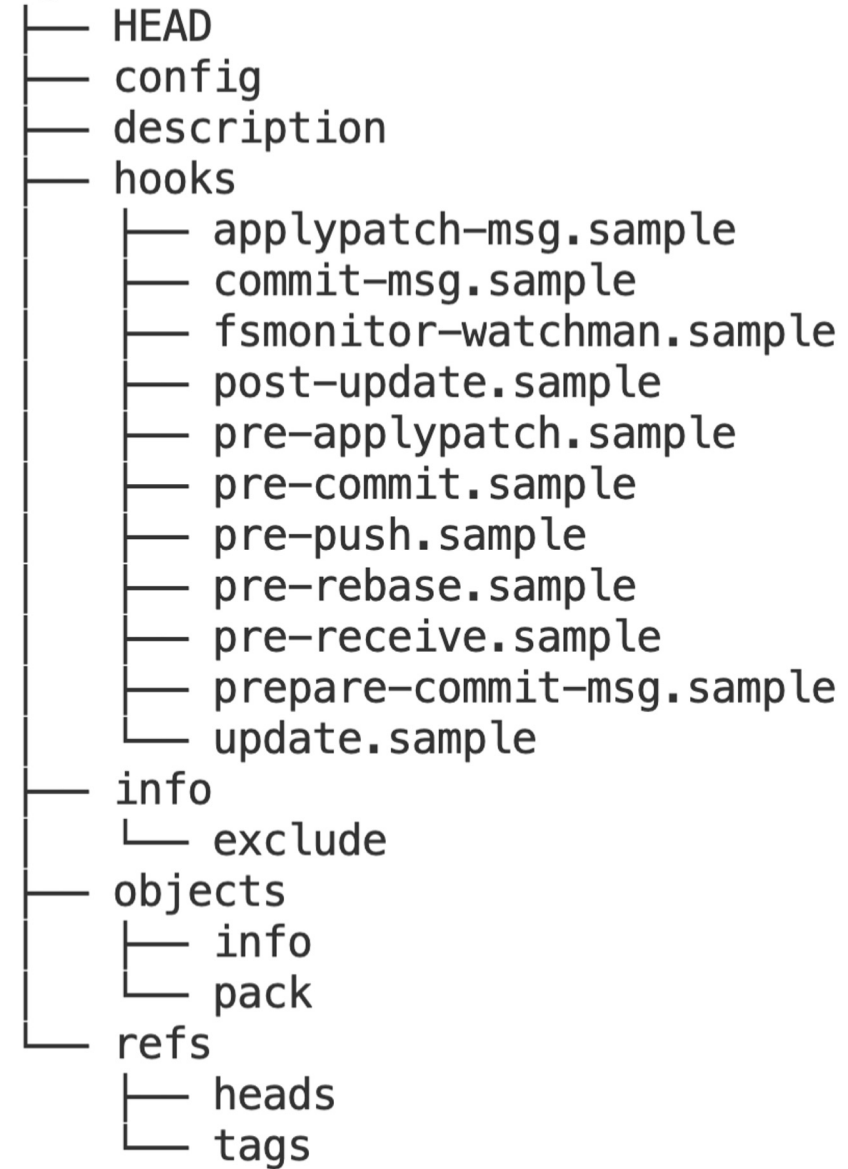 ├── HEAD
├── config
├── description
├── hooks
│   ├── applypatch-msg.sample
│   ├── commit-msg.sample
│   ├── fsmonitor-watchman.sample
│   ├── post-update.sample
│   ├── pre-applypatch.sample
│   ├── pre-commit.sample
│   ├── pre-push.sample
│   ├── pre-rebase.sample
│   ├── pre-receive.sample
│   ├── prepare-commit-msg.sample
│   └── update.sample
├── info
│   └── exclude
├── objects
│   ├── info
│   └── pack
└── refs
    ├── heads
    └── tags